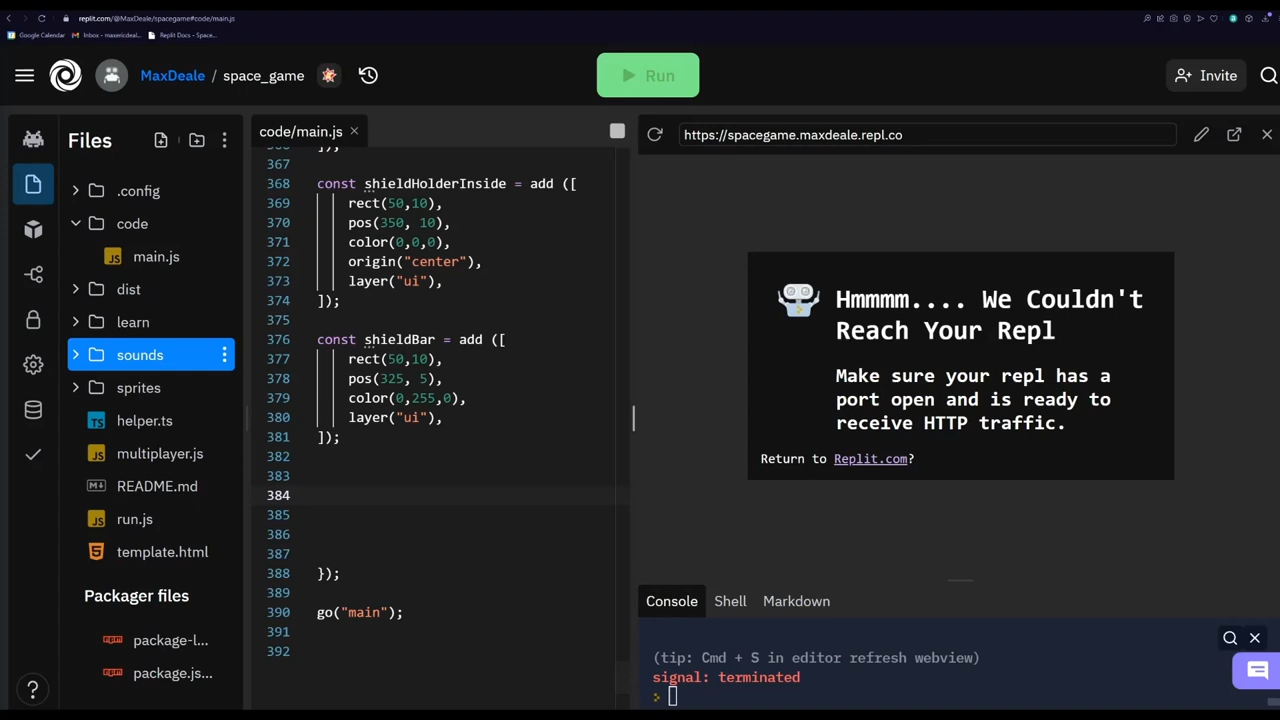 replit.com/@MaxDeale/spacegame#code/main.js
Google Calendar
Inbox - maxericdeal...
Replit Docs - Space...
MaxDeale / space_game
Run
Invite
Files
.config
code
main.js
dist
learn
sounds
sprites
helper.ts
multiplayer.js
README.md
run.js
template.html
Packager files
package-l...
package.js...
code/main.js
366 ]);
367
368 const shieldHolderInside = add ([
369 rect(50,10),
370 pos(350, 10),
371 color(0,0,0),
372 origin("center"),
373 layer("ui"),
374 ]);
375
376 const shieldBar = add ([
377 rect(50,10),
378 pos(325, 5),
379 color(0,255,0),
380 layer("ui"),
381 ]);
382
383
384
385
386
387
388 });
389
390 go("main");
391
392
https://spacegame.maxdeale.repl.co
Hmmmm.... We Couldn't
Reach Your Repl
Make sure your repl has a
port open and is ready to
receive HTTP traffic.
Return to Replit.com?
Console
Shell
Markdown
(tip: Cmd + S in editor refresh webview)
signal: terminated